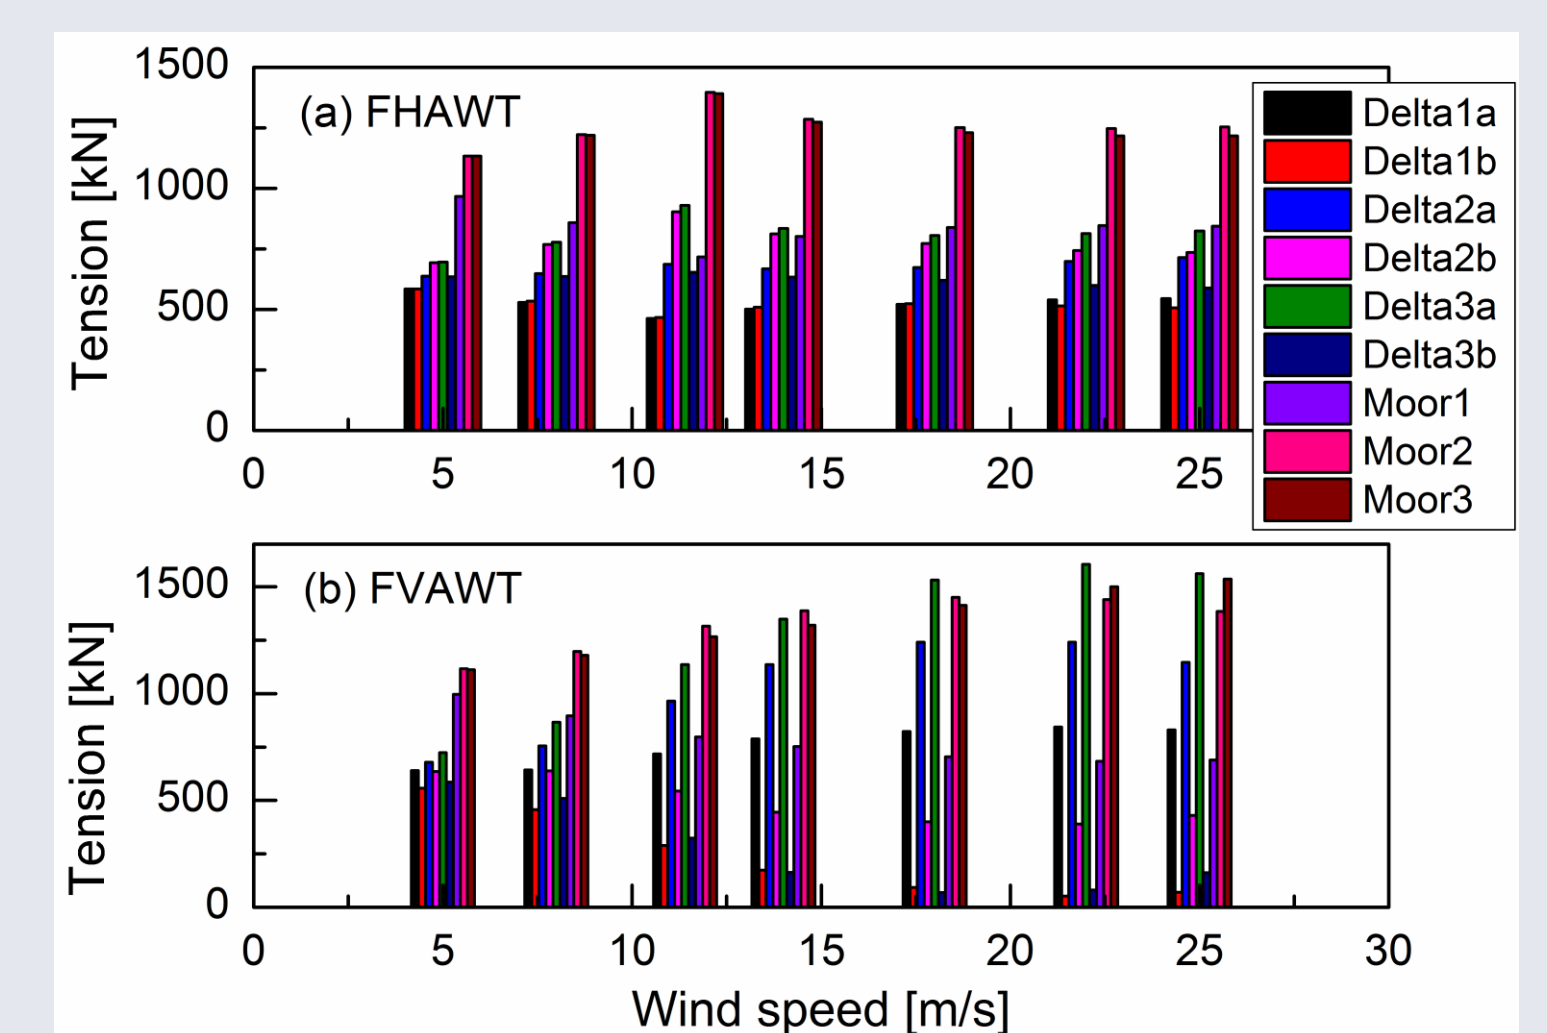 1500
(a) FHAWT
Tension [kN]
1000
500
0
0 5 10 15 20 25
Delta1a
Delta1b
Delta2a
Delta2b
Delta3a
Delta3b
Moor1
Moor2
Moor3
(b) FVAWT
Tension [kN]
1500
1000
500
0
0 5 10 15 20 25 30
Wind speed [m/s]